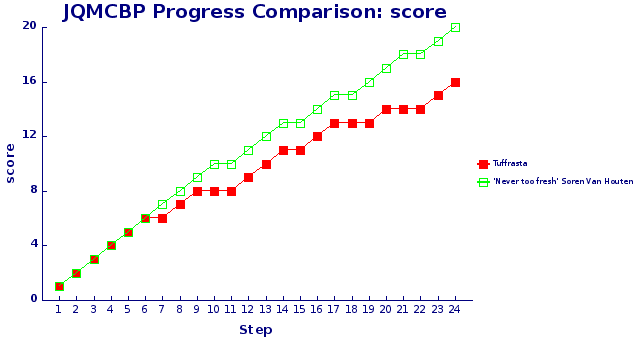 JQMCBP Progress Comparison: score
20
16
12
8
4
0
score
1 2 3 4 5 6 7 8 9 10 11 12 13 14 15 16 17 18 19 20 21 22 23 24
Step
Tuffrasta
'Never too fresh' Soren Van Houten